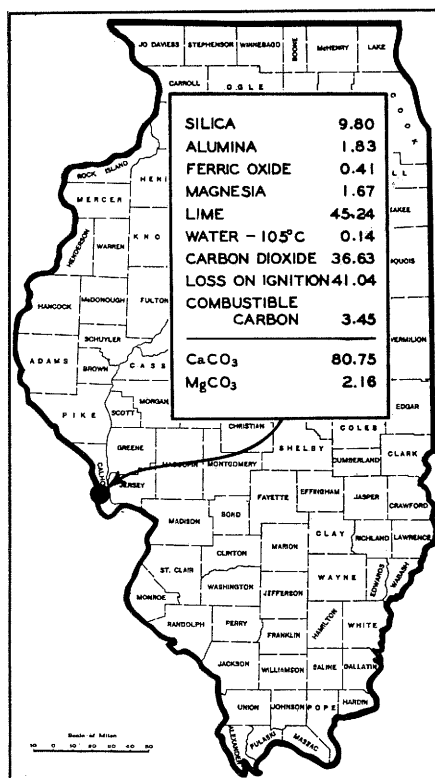 JO DAVIESS STEPHENSON WINNEBAGO BOONE McHENRY LAKE
CARROLL OGLE
COOK
SILICA 9.80
ALUMINA 1.83
FERRIC OXIDE 0.41
MAGNESIA 1.67
LIME 45.24
WATER - 105°C 0.14
CARBON DIOXIDE 36.63
LOSS ON IGNITION 41.04
COMBUSTIBLE
CARBON 3.45
CaCO3 80.75
MgCO3 2.16
ROCK ISLAND HENR
MERCER
HENDERSON WARREN KNO
HANCOCK McDONOUGH FULTON
SCHUYLER
ADAMS BROWN CASS
PIKE SCOTT MORGAN
ILL
KAKEE
QUOIS
VERMILION
EDGAR
CHRISTIAN COLES
GREENE SHELBY CLARK
CALHO JERSEY MONTGOMERY CUMBERLAND
FAYETTE EFFINGHAM JASPER CRAWFORD
MADISON BOND
CLAY RICHLAND LAWRENCE
CLINTON MARION
ST. CLAIR WAYNE EDWARDS WABASH
WASHINGTON JEFFERSON
MONROE
RANDOLPH PERRY HAMILTON WHITE
FRANKLIN
JACKSON WILLIAMSON SALINE GALLATIN
UNION JOHNSON POPE HARDIN
ALEXANDER PULASKI MASSAC
Scale of Miles
10 0 10 20 30 40 50